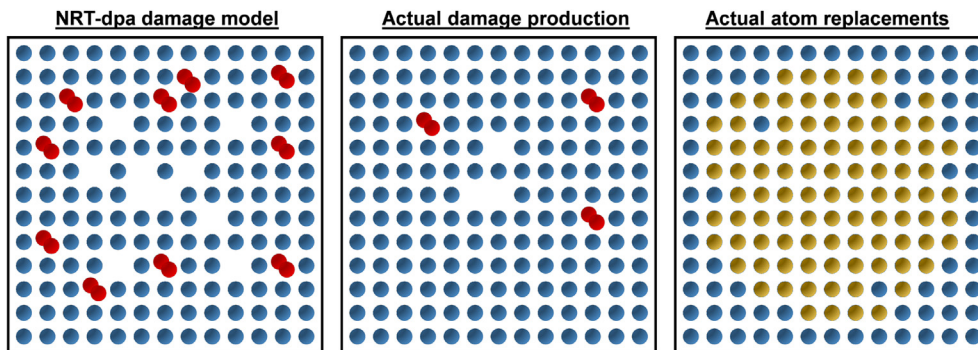 NRT-dpa damage model
Actual damage production
Actual atom replacements